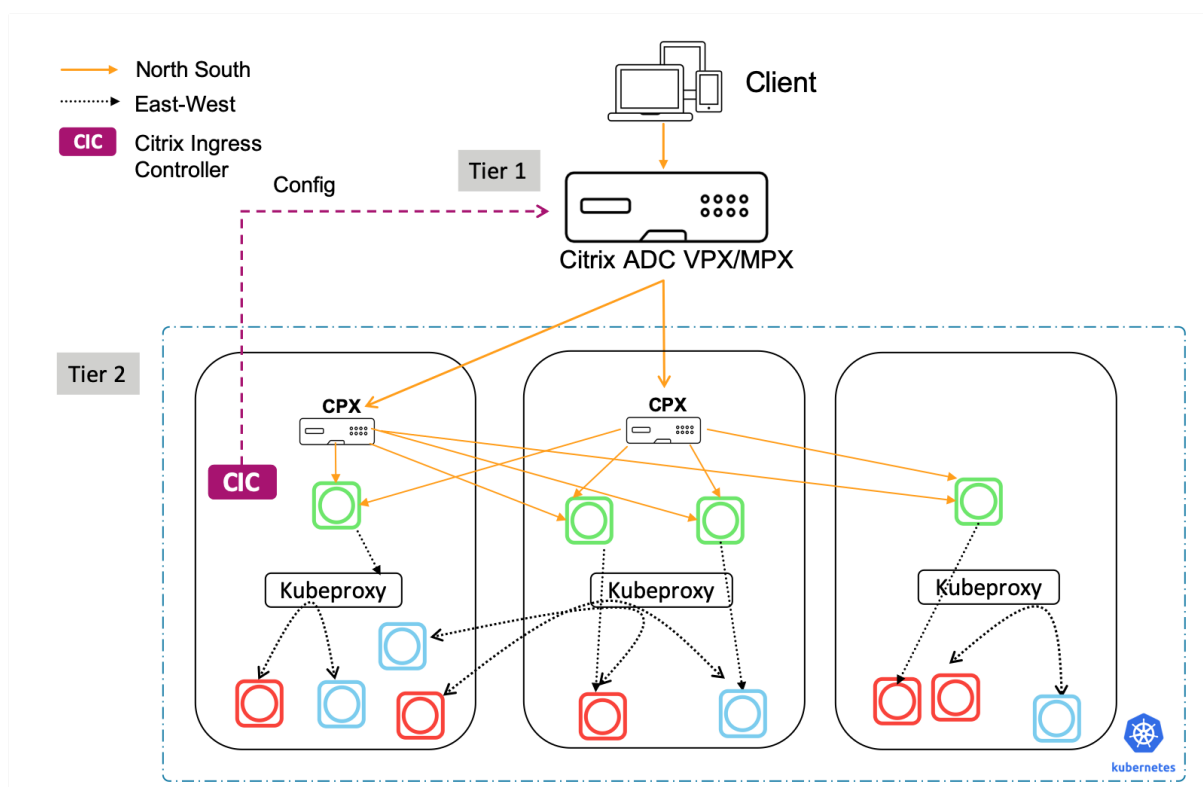 North South
East-West
CIC
Citrix Ingress
Controller
Client
Tier 1
Config
Citrix ADC VPX/MPX
Tier 2
CPX
CPX
CIC
Kubeproxy
Kubeproxy
Kubeproxy
kubernetes